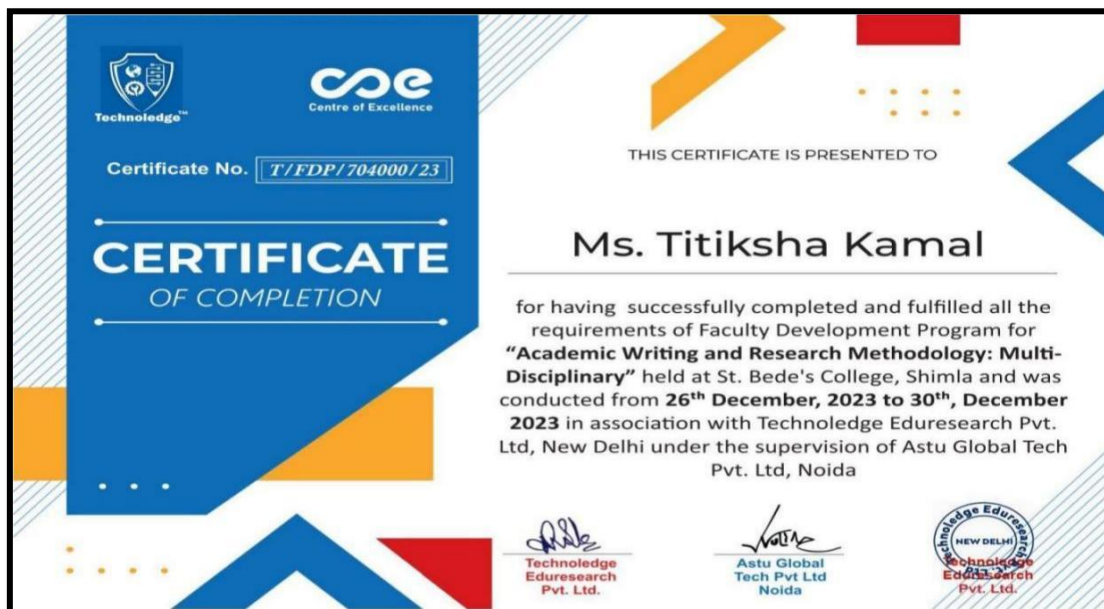 Technoledge™
coe
Centre of Excellence
Certificate No. T/FDP/704000/23
CERTIFICATE
OF COMPLETION
THIS CERTIFICATE IS PRESENTED TO
Ms. Titiksha Kamal
for having successfully completed and fulfilled all the
requirements of Faculty Development Program for
“Academic Writing and Research Methodology: Multi-
Disciplinary” held at St. Bede's College, Shimla and was
conducted from 26th December, 2023 to 30th, December
2023 in association with Technoledge Eduresearch Pvt.
Ltd, New Delhi under the supervision of Astu Global Tech
Pvt. Ltd, Noida
Technoledge
Eduresearch
Pvt. Ltd.
Astu Global
Tech Pvt Ltd
Noida
Technoledge Eduresearch
NEW DELHI
Technoledge
Eduresearch
Pvt. Ltd.